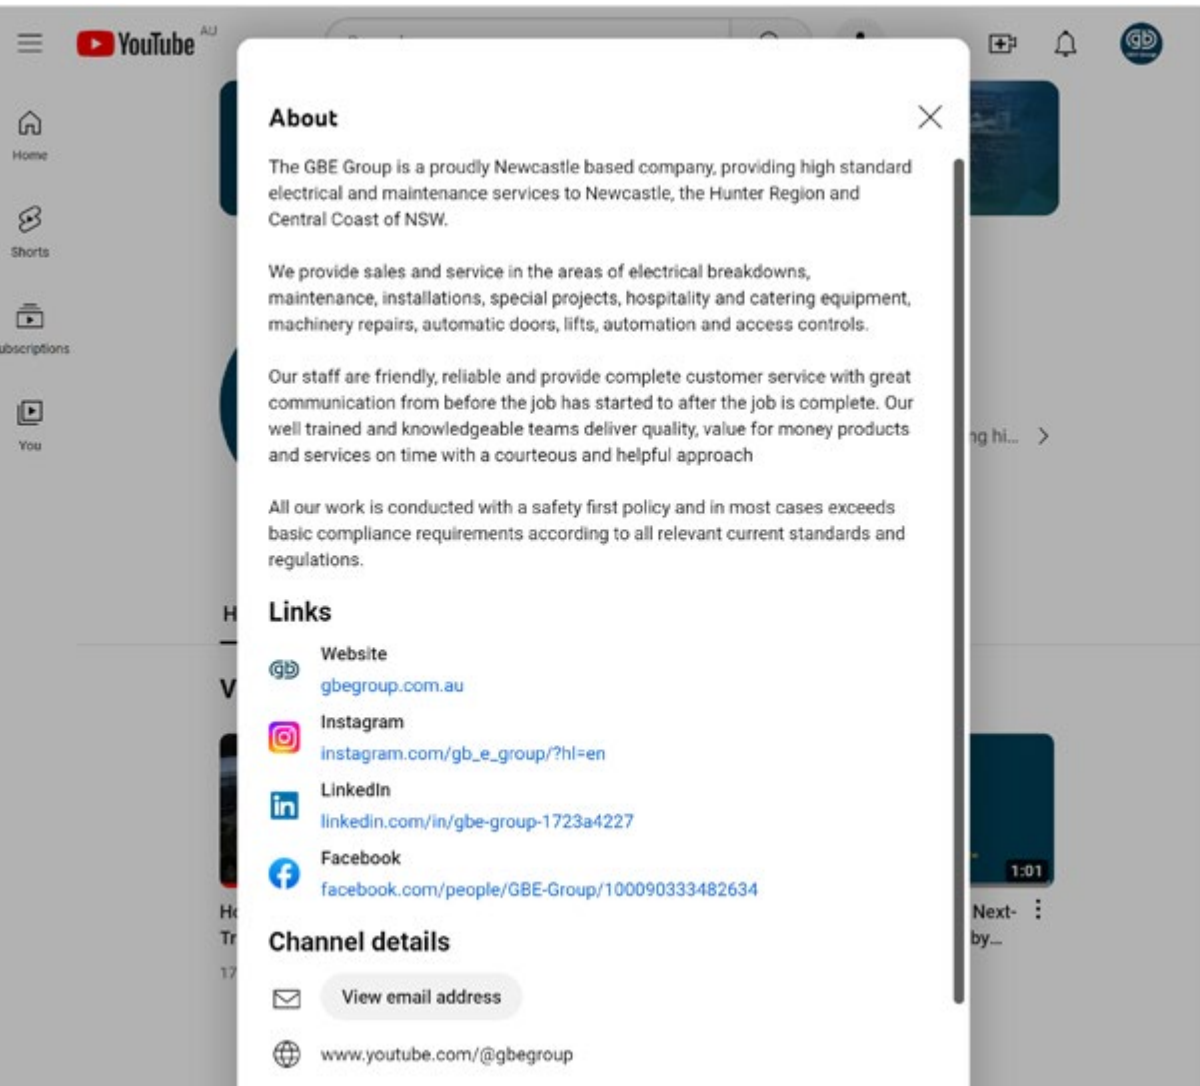 YouTube AU
Home
Shorts
ubscriptions
You
About
The GBE Group is a proudly Newcastle based company, providing high standard
electrical and maintenance services to Newcastle, the Hunter Region and
Central Coast of NSW.
We provide sales and service in the areas of electrical breakdowns,
maintenance, installations, special projects, hospitality and catering equipment,
machinery repairs, automatic doors, lifts, automation and access controls.
Our staff are friendly, reliable and provide complete customer service with great
communication from before the job has started to after the job is complete. Our
well trained and knowledgeable teams deliver quality, value for money products
and services on time with a courteous and helpful approach
All our work is conducted with a safety first policy and in most cases exceeds
basic compliance requirements according to all relevant current standards and
regulations.
Links
Website
gbegroup.com.au
Instagram
instagram.com/gb_e_group/?hl=en
LinkedIn
linkedin.com/in/gbe-group-1723a4227
Facebook
facebook.com/people/GBE-Group/100090333482634
Channel details
View email address
www.youtube.com/@gbegroup
ng hi...
H
V
1:01
Ho
Tr
17
Next-
by...